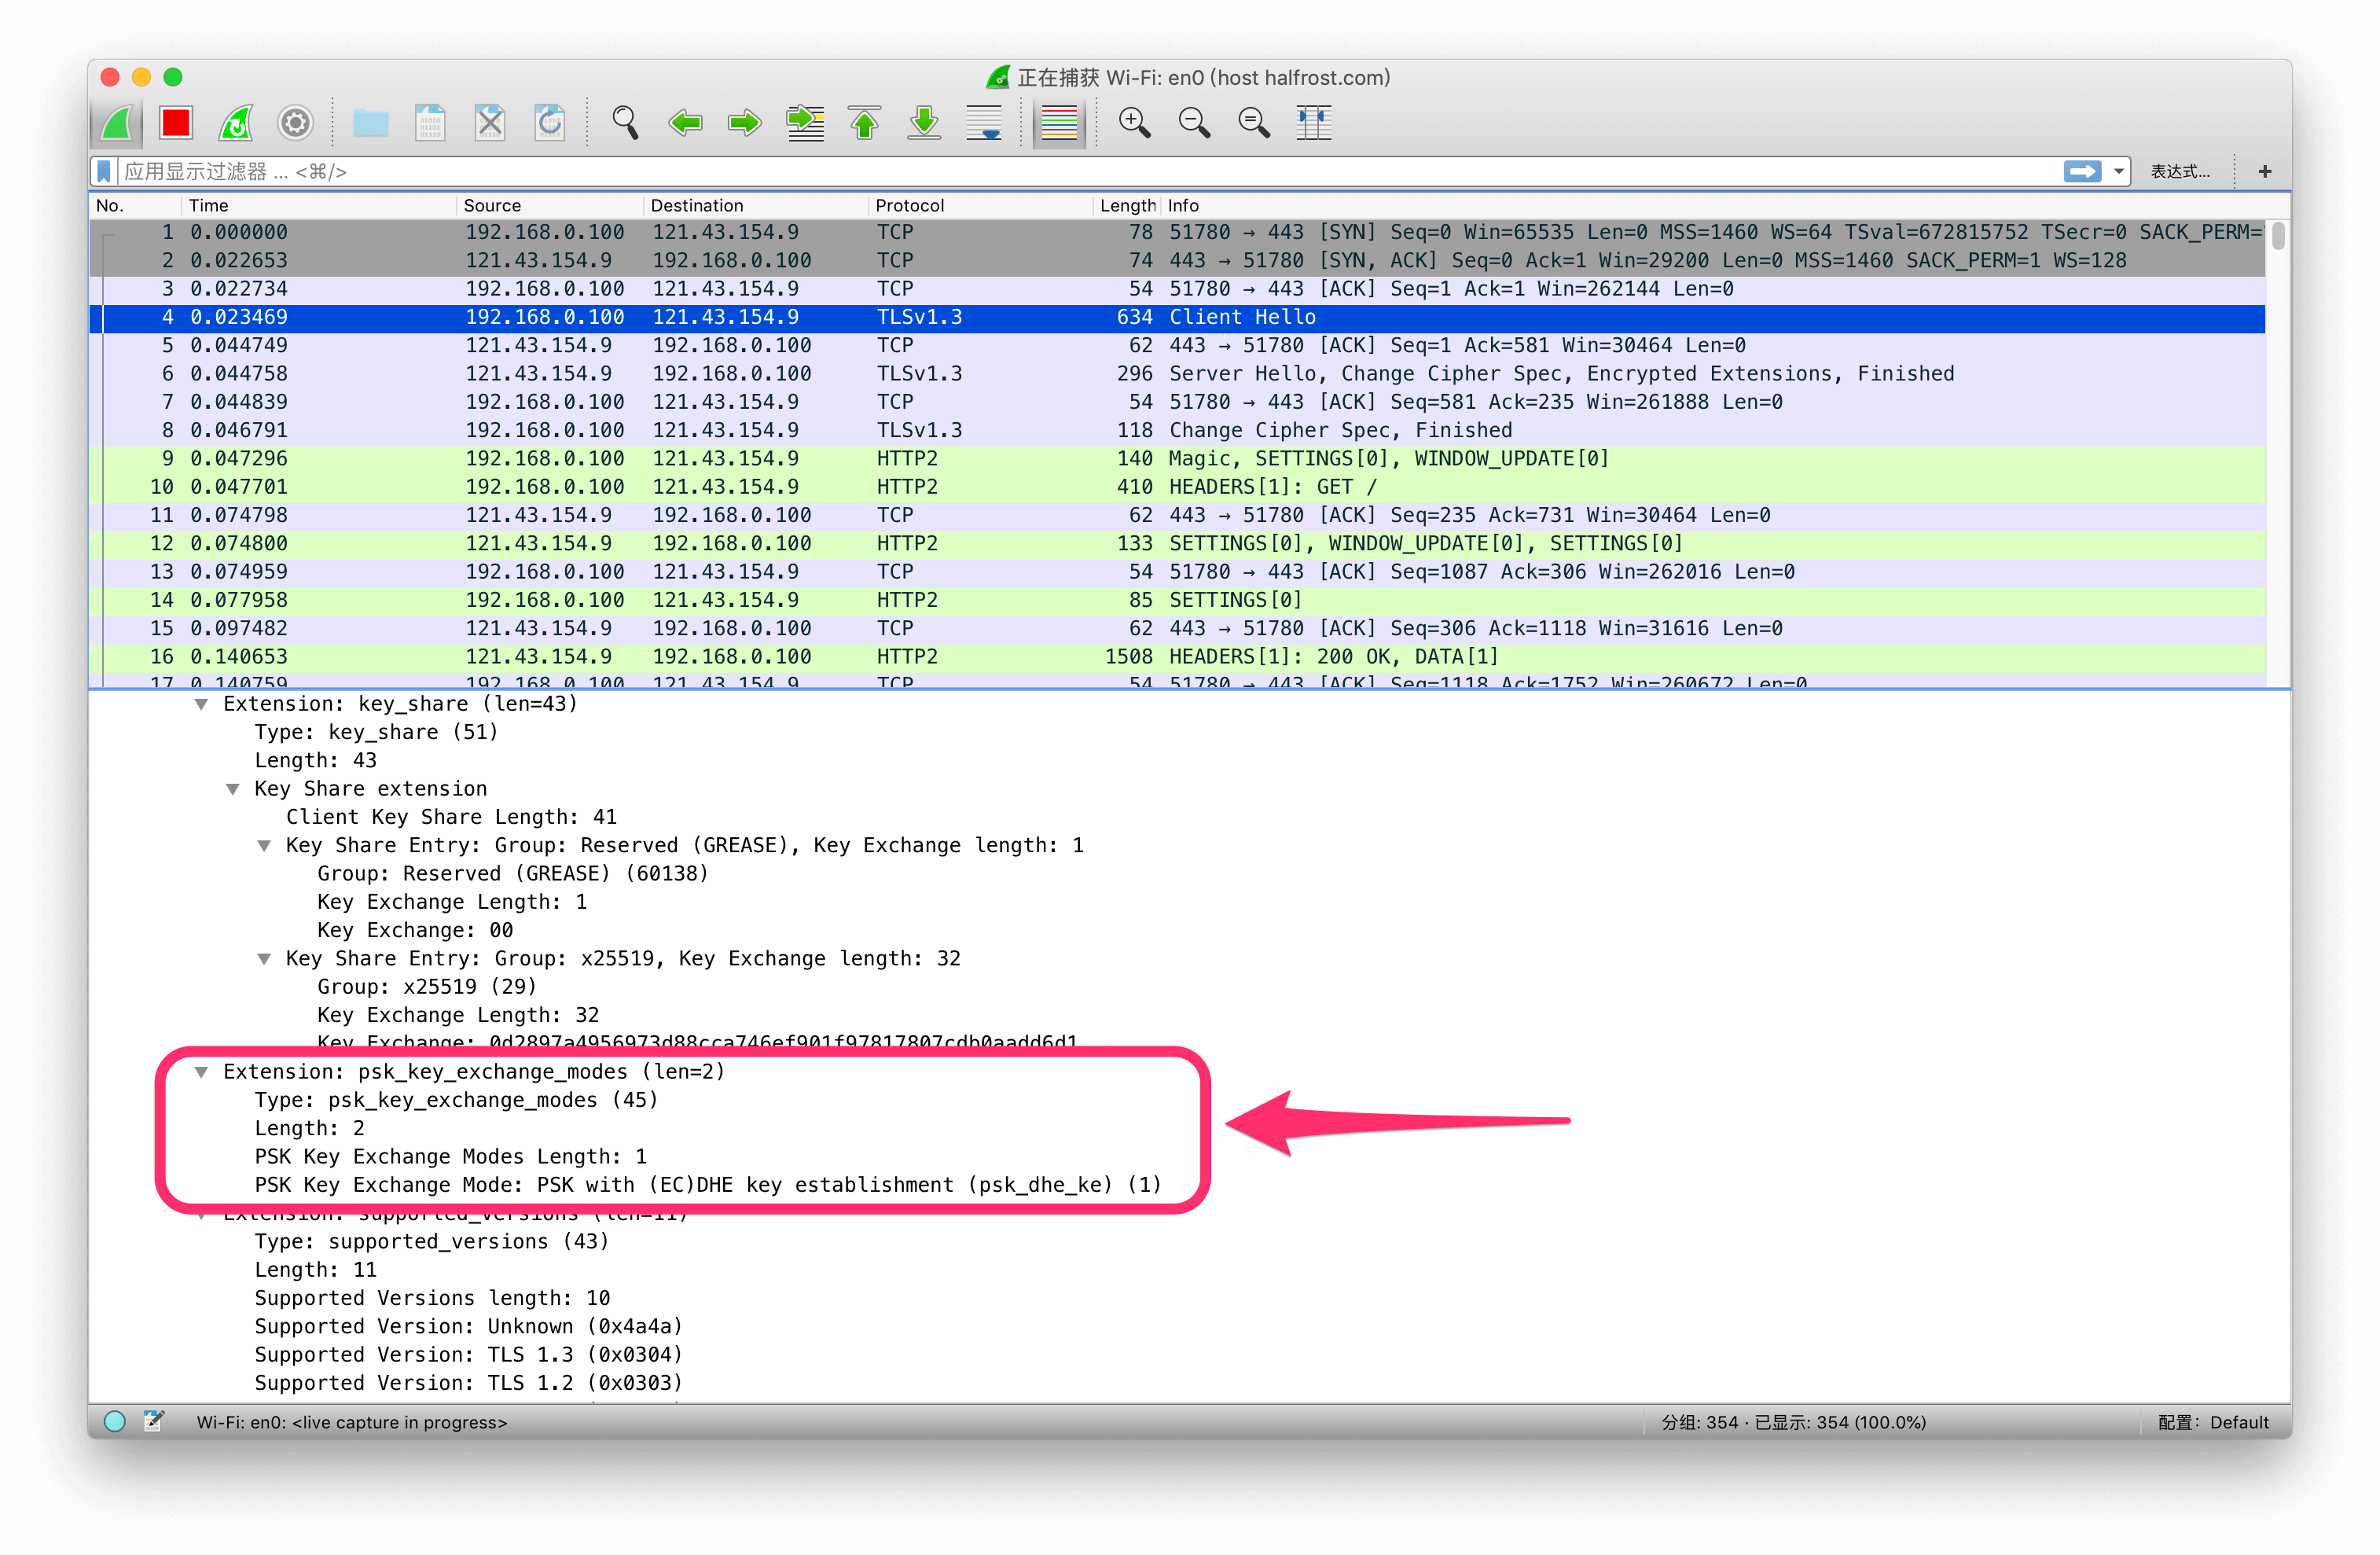 正在捕获 Wi-Fi: en0 (host halfrost.com)
应用显示过滤器 ... <⌘/>
表达式... +
No. Time Source Destination Protocol Length Info
1 0.000000 192.168.0.100 121.43.154.9 TCP 78 51780 → 443 [SYN] Seq=0 Win=65535 Len=0 MSS=1460 WS=64 TSval=672815752 TSecr=0 SACK_PERM=
2 0.022653 121.43.154.9 192.168.0.100 TCP 74 443 → 51780 [SYN, ACK] Seq=0 Ack=1 Win=29200 Len=0 MSS=1460 SACK_PERM=1 WS=128
3 0.022734 192.168.0.100 121.43.154.9 TCP 54 51780 → 443 [ACK] Seq=1 Ack=1 Win=262144 Len=0
4 0.023469 192.168.0.100 121.43.154.9 TLSv1.3 634 Client Hello
5 0.044749 121.43.154.9 192.168.0.100 TCP 62 443 → 51780 [ACK] Seq=1 Ack=581 Win=30464 Len=0
6 0.044758 121.43.154.9 192.168.0.100 TLSv1.3 296 Server Hello, Change Cipher Spec, Encrypted Extensions, Finished
7 0.044839 192.168.0.100 121.43.154.9 TCP 54 51780 → 443 [ACK] Seq=581 Ack=235 Win=261888 Len=0
8 0.046791 192.168.0.100 121.43.154.9 TLSv1.3 118 Change Cipher Spec, Finished
9 0.047296 192.168.0.100 121.43.154.9 HTTP2 140 Magic, SETTINGS[0], WINDOW_UPDATE[0]
10 0.047701 192.168.0.100 121.43.154.9 HTTP2 410 HEADERS[1]: GET /
11 0.074798 121.43.154.9 192.168.0.100 TCP 62 443 → 51780 [ACK] Seq=235 Ack=731 Win=30464 Len=0
12 0.074800 121.43.154.9 192.168.0.100 HTTP2 133 SETTINGS[0], WINDOW_UPDATE[0], SETTINGS[0]
13 0.074959 192.168.0.100 121.43.154.9 TCP 54 51780 → 443 [ACK] Seq=1087 Ack=306 Win=262016 Len=0
14 0.077958 192.168.0.100 121.43.154.9 HTTP2 85 SETTINGS[0]
15 0.097482 121.43.154.9 192.168.0.100 TCP 62 443 → 51780 [ACK] Seq=306 Ack=1118 Win=31616 Len=0
16 0.140653 121.43.154.9 192.168.0.100 HTTP2 1508 HEADERS[1]: 200 OK, DATA[1]
17 0.140759 192.168.0.100 121.43.154.9 TCP 54 51780 → 443 [ACK] Seq=1118 Ack=1752 Win=260672 Len=0
Extension: key_share (len=43)
Type: key_share (51)
Length: 43
Key Share extension
Client Key Share Length: 41
Key Share Entry: Group: Reserved (GREASE), Key Exchange length: 1
Group: Reserved (GREASE) (60138)
Key Exchange Length: 1
Key Exchange: 00
Key Share Entry: Group: x25519, Key Exchange length: 32
Group: x25519 (29)
Key Exchange Length: 32
Key Exchange: 0d2897a4956973d88cca746ef901f97817807cdb0aadd6d1
Extension: psk_key_exchange_modes (len=2)
Type: psk_key_exchange_modes (45)
Length: 2
PSK Key Exchange Modes Length: 1
PSK Key Exchange Mode: PSK with (EC)DHE key establishment (psk_dhe_ke) (1)
Extension: supported_versions (len=11)
Type: supported_versions (43)
Length: 11
Supported Versions length: 10
Supported Version: Unknown (0x4a4a)
Supported Version: TLS 1.3 (0x0304)
Supported Version: TLS 1.2 (0x0303)
Wi-Fi: en0: <live capture in progress>
分组: 354 · 已显示: 354 (100.0%)
配置: Default